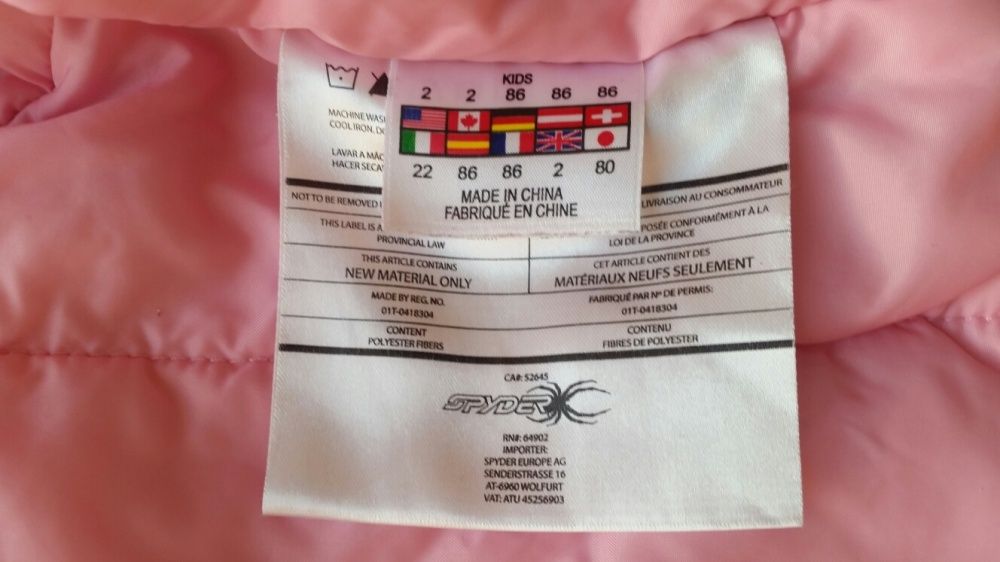 KIDS
2 2 86 86 86
22 86 86 2 80
MADE IN CHINA
FABRIQUÉ EN CHINE
MACHINE WAS
COOL IRON. D
LAVAR A MÁ
HACER SECA
NOT TO BE REMOVED
LIVRAISON AU CONSOMMATEUR
THIS LABEL IS A
POSÉE CONFORMÉMENT À LA
PROVINCIAL LAW
LOI DE LA PROVINCE
THIS ARTICLE CONTAINS
NEW MATERIAL ONLY
CET ARTICLE CONTIENT DES
MATÉRIAUX NEUFS SEULEMENT
MADE BY REG. NO.
01T-0418304
FABRIQUÉ PAR Nº DE PERMIS:
01T-0418304
CONTENT
POLYESTER FIBERS
CONTENU
FIBRES DE POLYESTER
CA#: 52645
SPYDER
RN#: 64902
IMPORTER:
SPYDER EUROPE AG
SENDERSTRASSE 16
AT-6960 WOLFURT
VAT: ATU 45256903